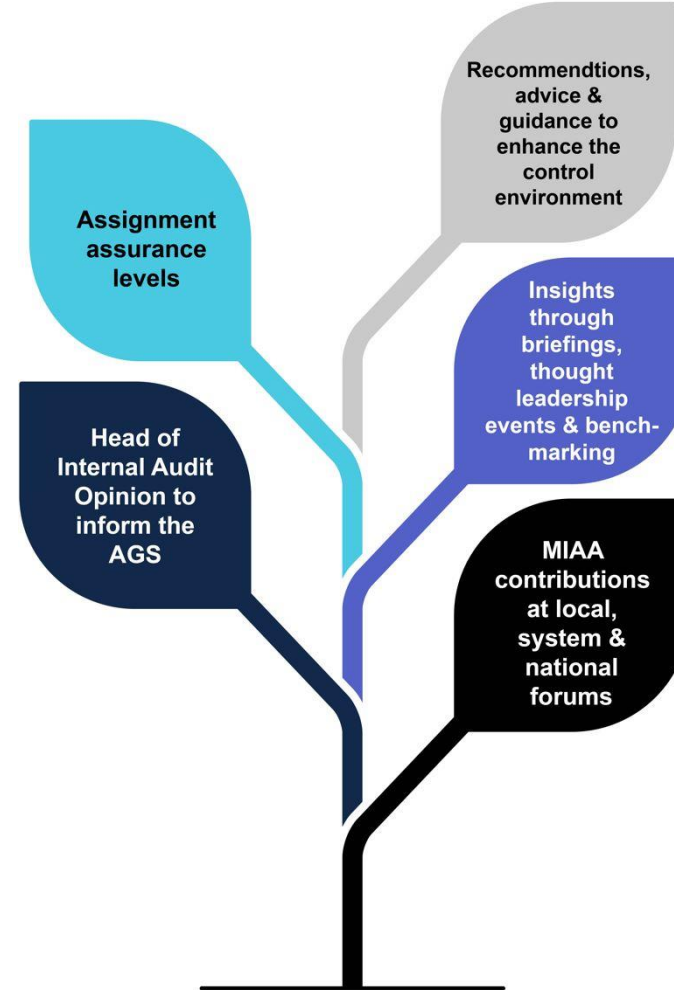 Recommendtions,
advice &
guidance to
enhance the
control
environment
Assignment
assurance
levels
Insights
through
briefings,
thought
leadership
events & bench-
marking
Head of
Internal Audit
Opinion to
inform the
AGS
MIAA
contributions
at local,
system &
national
forums